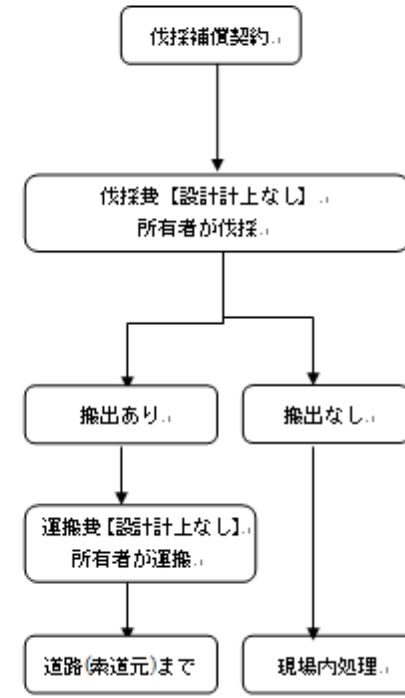 伐採補償契約
伐採費【設計計上なし】
所有者が伐採
搬出あり
搬出なし
運搬費【設計計上なし】
所有者が運搬
道路(索道元)まで
現場内処理